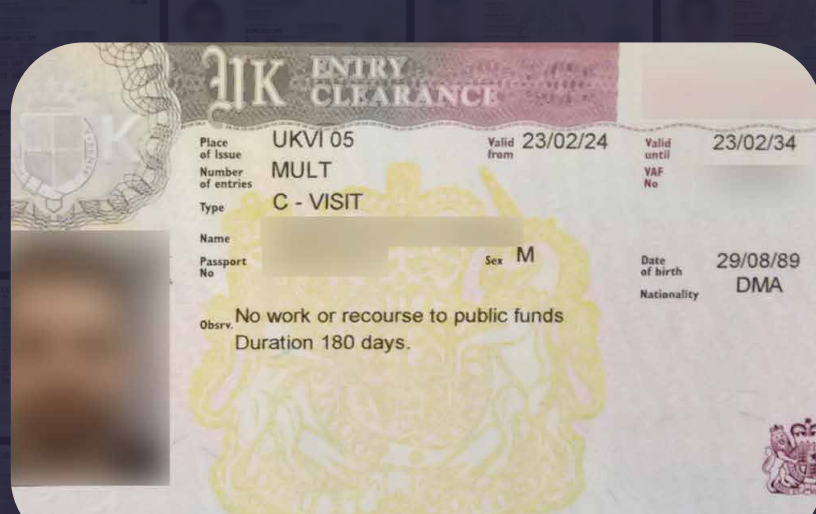 UK ENTRY CLEARANCE
Place of Issue UKVI 05 Valid from 23/02/24 Valid until 23/02/34
Number of entries MULT VAF No
Type C - VISIT
Name
Passport No Sex M Date of birth 29/08/89
Nationality DMA
Obsrv. No work or recourse to public funds
Duration 180 days.